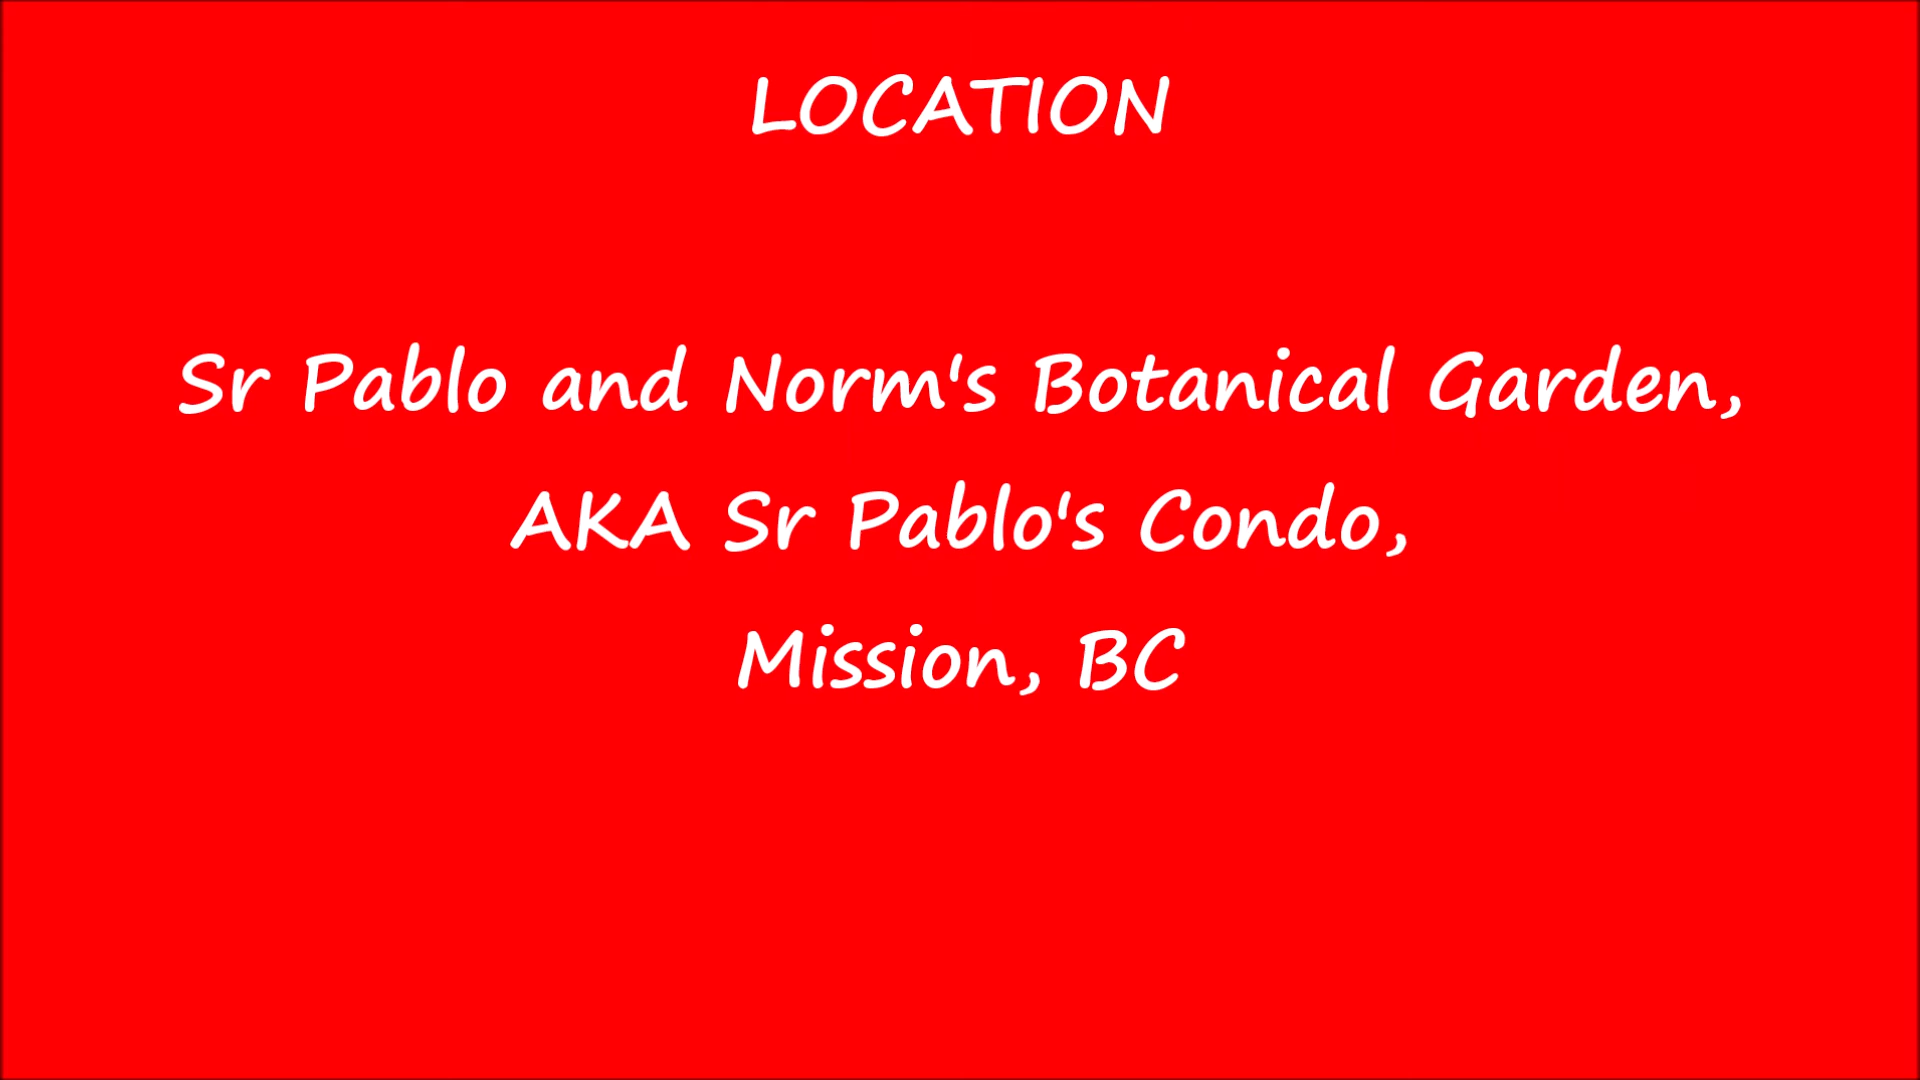 LOCATION
Sr Pablo and Norm's Botanical Garden,
AKA Sr Pablo's Condo,
Mission, BC